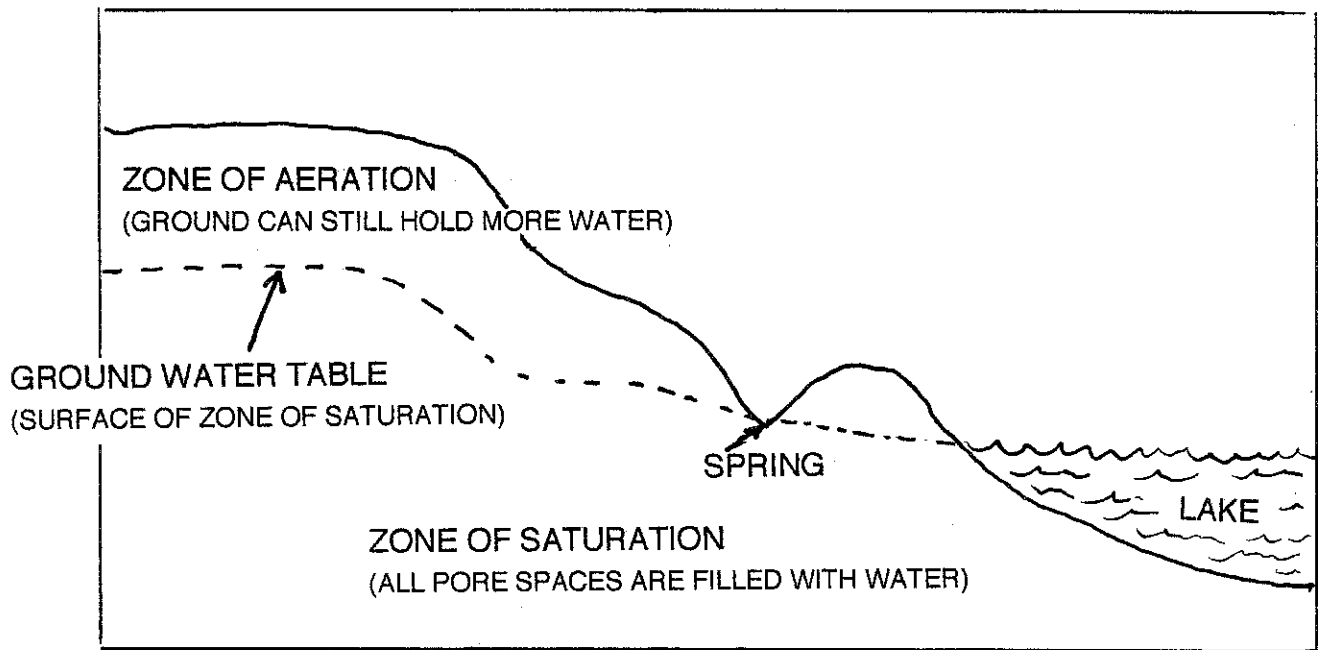 ZONE OF AERATION
(GROUND CAN STILL HOLD MORE WATER)
GROUND WATER TABLE
(SURFACE OF ZONE OF SATURATION)
SPRING
LAKE
ZONE OF SATURATION
(ALL PORE SPACES ARE FILLED WITH WATER)